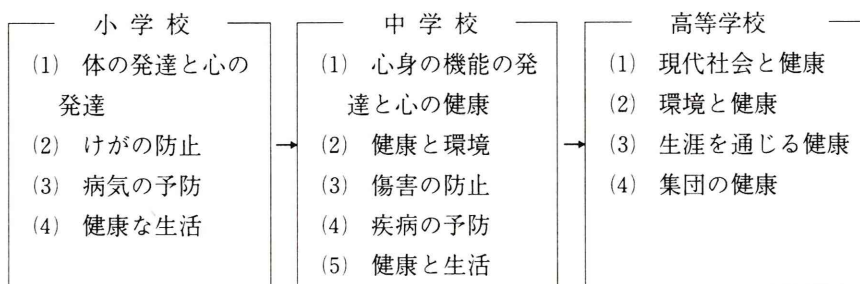 小学校
(1) 体の発達と心の
発達
(2) けがの防止
(3) 病気の予防
(4) 健康な生活
中学校
(1) 心身の機能の発
達と心の健康
(2) 健康と環境
(3) 傷害の防止
(4) 疾病の予防
(5) 健康と生活
高等学校
(1) 現代社会と健康
(2) 環境と健康
(3) 生涯を通じる健康
(4) 集団の健康